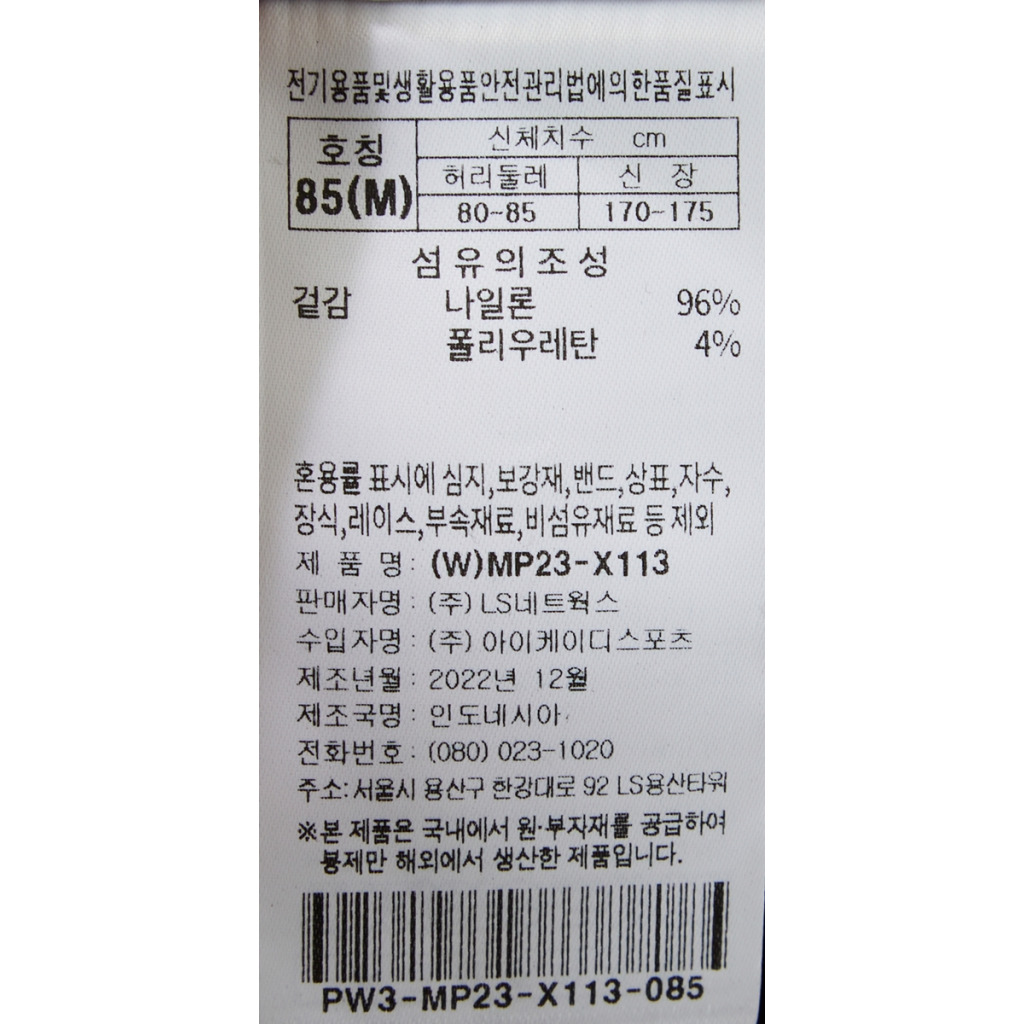 전기용품및생활용품안전관리법에의한품질표시
호칭 신체치수 cm
85(M) 허리둘레 신 장
80-85 170-175
섬유의조성
겉감 나일론 96%
폴리우레탄 4%
혼용률 표시에 심지,보강재,밴드,상표,자수,
장식,레이스,부속재료,비섬유재료 등 제외
제 품 명 : (W)MP23-X113
판매자명 : (주) LS네트웍스
수입자명 : (주) 아이케이디스포츠
제조년월 : 2022년 12월
제조국명 : 인도네시아
전화번호 : (080) 023-1020
주소: 서울시 용산구 한강대로 92 LS용산타워
※본 제품은 국내에서 원·부자재를 공급하여
봉제만 해외에서 생산한 제품입니다.
PW3-MP23-X113-085